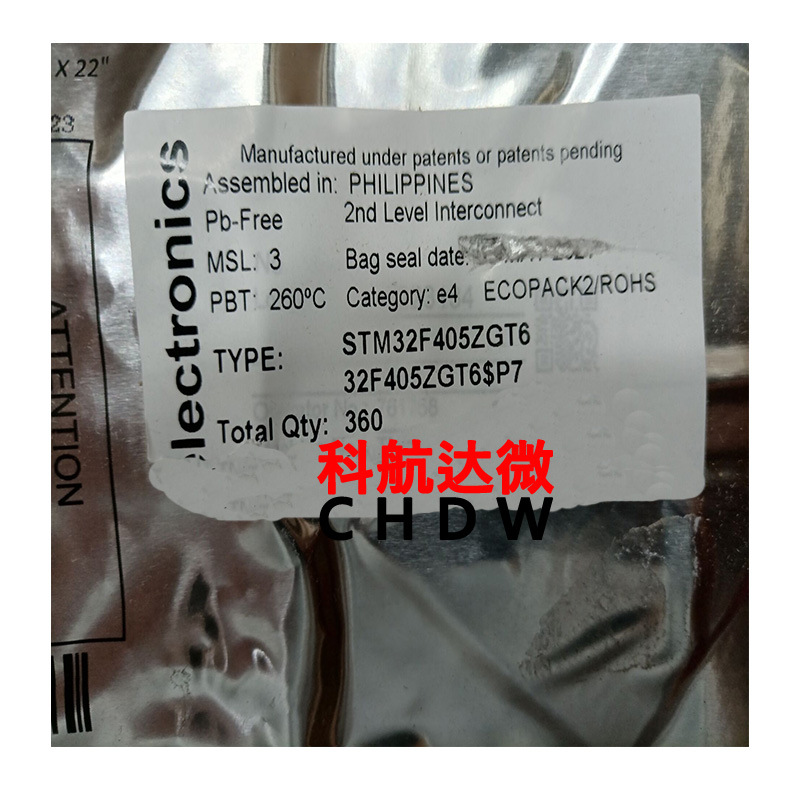 X 22"
23
electronics
Manufactured under patents or patents pending
Assembled in: PHILIPPINES
Pb-Free 2nd Level Interconnect
MSL: 3 Bag seal date:
PBT: 260ºC Category: e4 ECOPACK2/ROHS
TYPE: STM32F405ZGT6
32F405ZGT6$P7
Total Qty: 360
科航达微
CHDW
ATTENTION